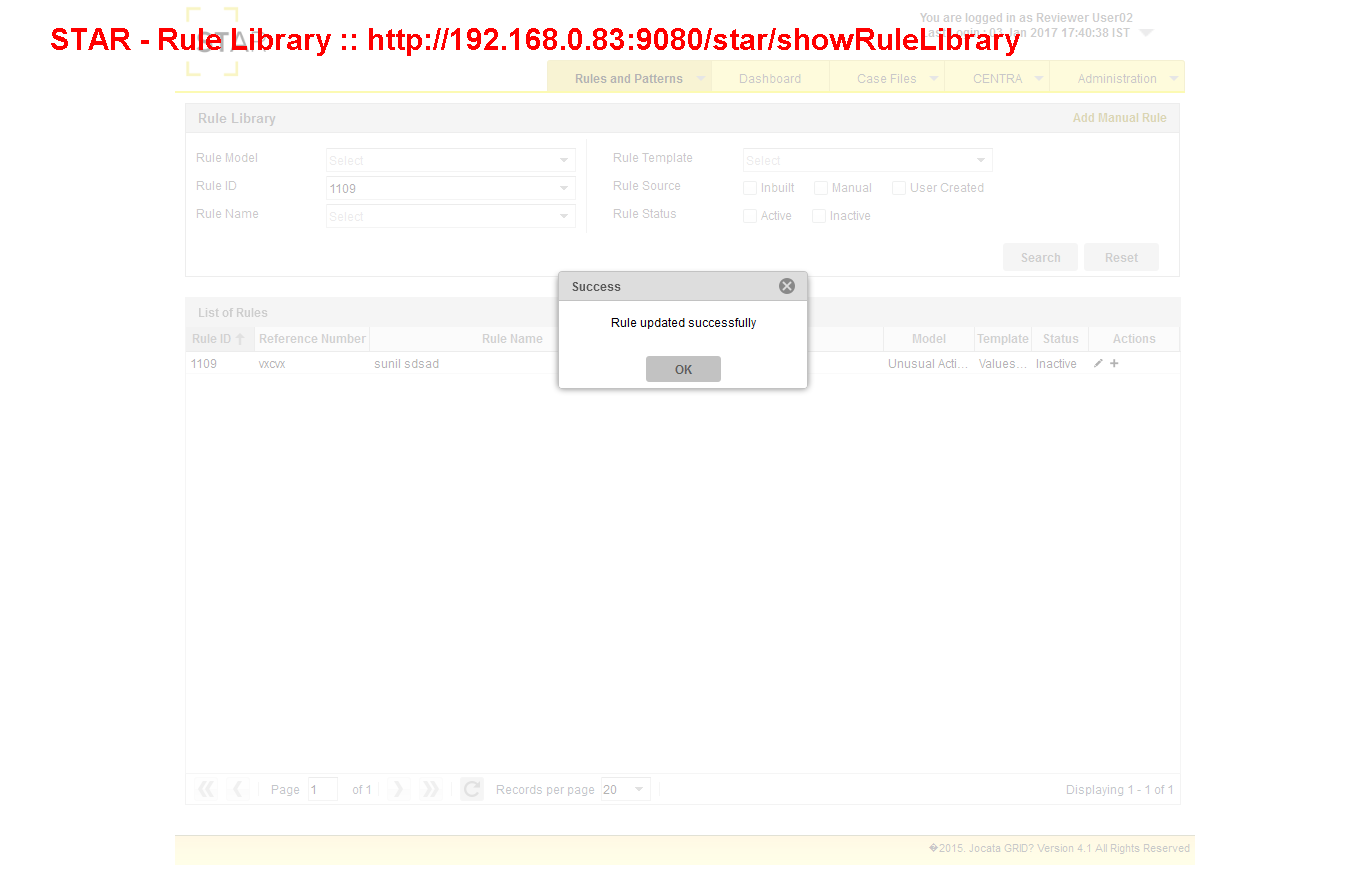 You are logged in as Reviewer User02
STAR - Rule Library :: http://192.168.0.83:9080/star/showRuleLibrary
Jan 2017 17:40:38 IST
Rules and Patterns Dashboard Case Files CENTRA Administration
Rule Library Add Manual Rule
Rule Model Select Rule Template Select
Rule ID 1109 Rule Source Inbuilt Manual User Created
Rule Name Select Rule Status Active Inactive
Search Reset
Success
Rule updated successfully
OK
List of Rules
Rule ID Reference Number Rule Name Model Template Status Actions
1109 vxcvx sunil sdsad Unusual Acti... Values... Inactive
Page 1 of 1 Records per page 20 Displaying 1 - 1 of 1
�2015. Jocata GRID? Version 4.1 All Rights Reserved